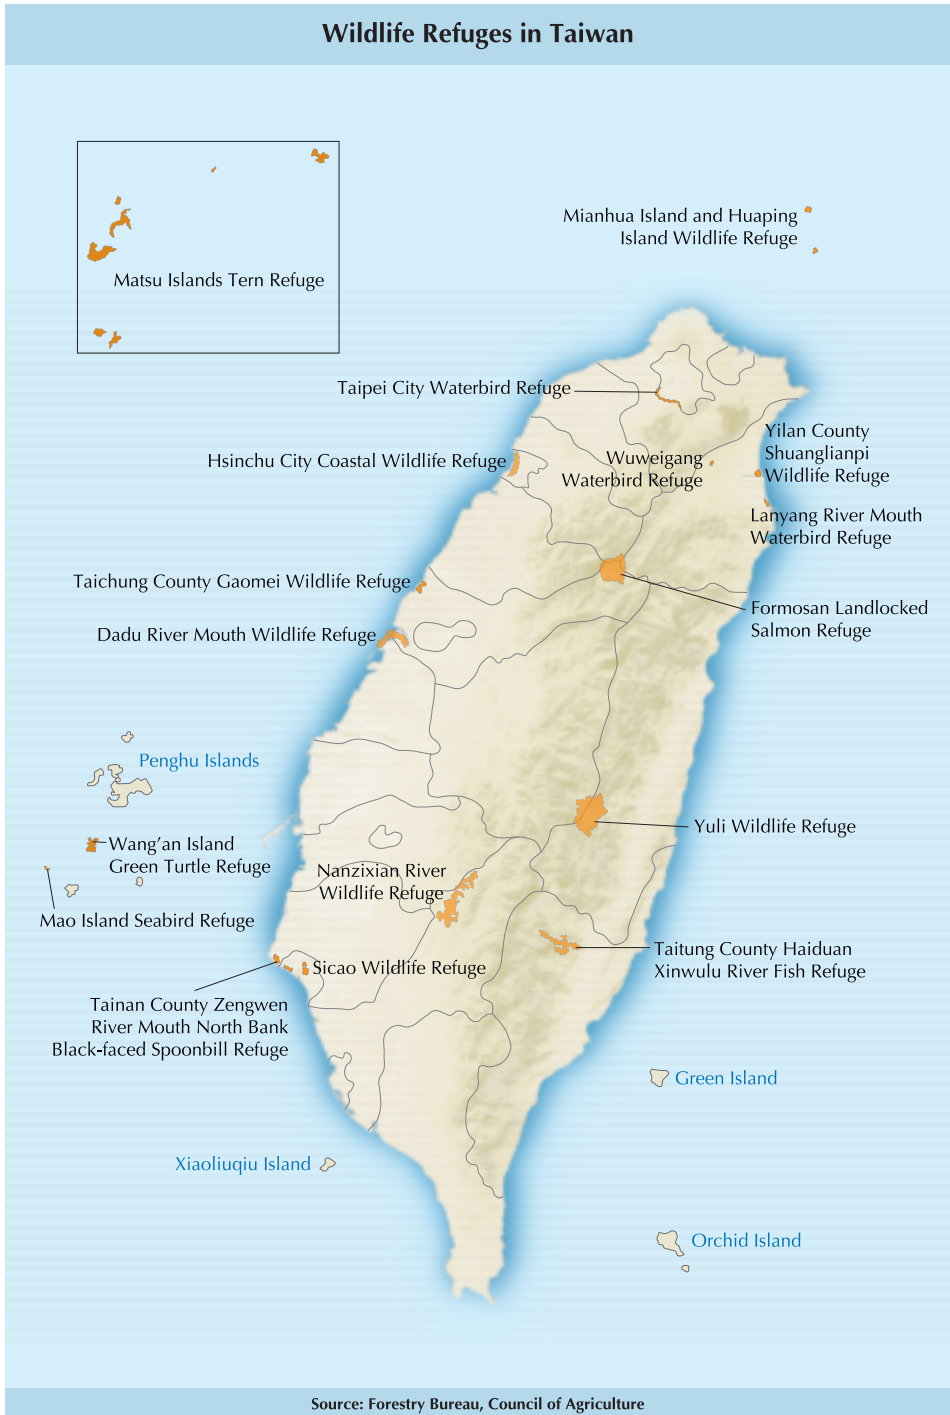 Wildlife Refuges in Taiwan
Mianhua Island and Huaping
Island Wildlife Refuge
Matsu Islands Tern Refuge
Taipei City Waterbird Refuge
Yilan County
Shuanglianpi
Wildlife Refuge
Hsinchu City Coastal Wildlife Refuge
Wuweigang
Waterbird Refuge
Lanyang River Mouth
Waterbird Refuge
Taichung County Gaomei Wildlife Refuge
Formosan Landlocked
Salmon Refuge
Dadu River Mouth Wildlife Refuge
Penghu Islands
Yuli Wildlife Refuge
Wang'an Island
Green Turtle Refuge
Nanzixian River
Wildlife Refuge
Mao Island Seabird Refuge
Taitung County Haiduan
Xinwulu River Fish Refuge
Sicao Wildlife Refuge
Tainan County Zengwen
River Mouth North Bank
Black-faced Spoonbill Refuge
Green Island
Xiaoliuqiu Island
Orchid Island
Source: Forestry Bureau, Council of Agriculture